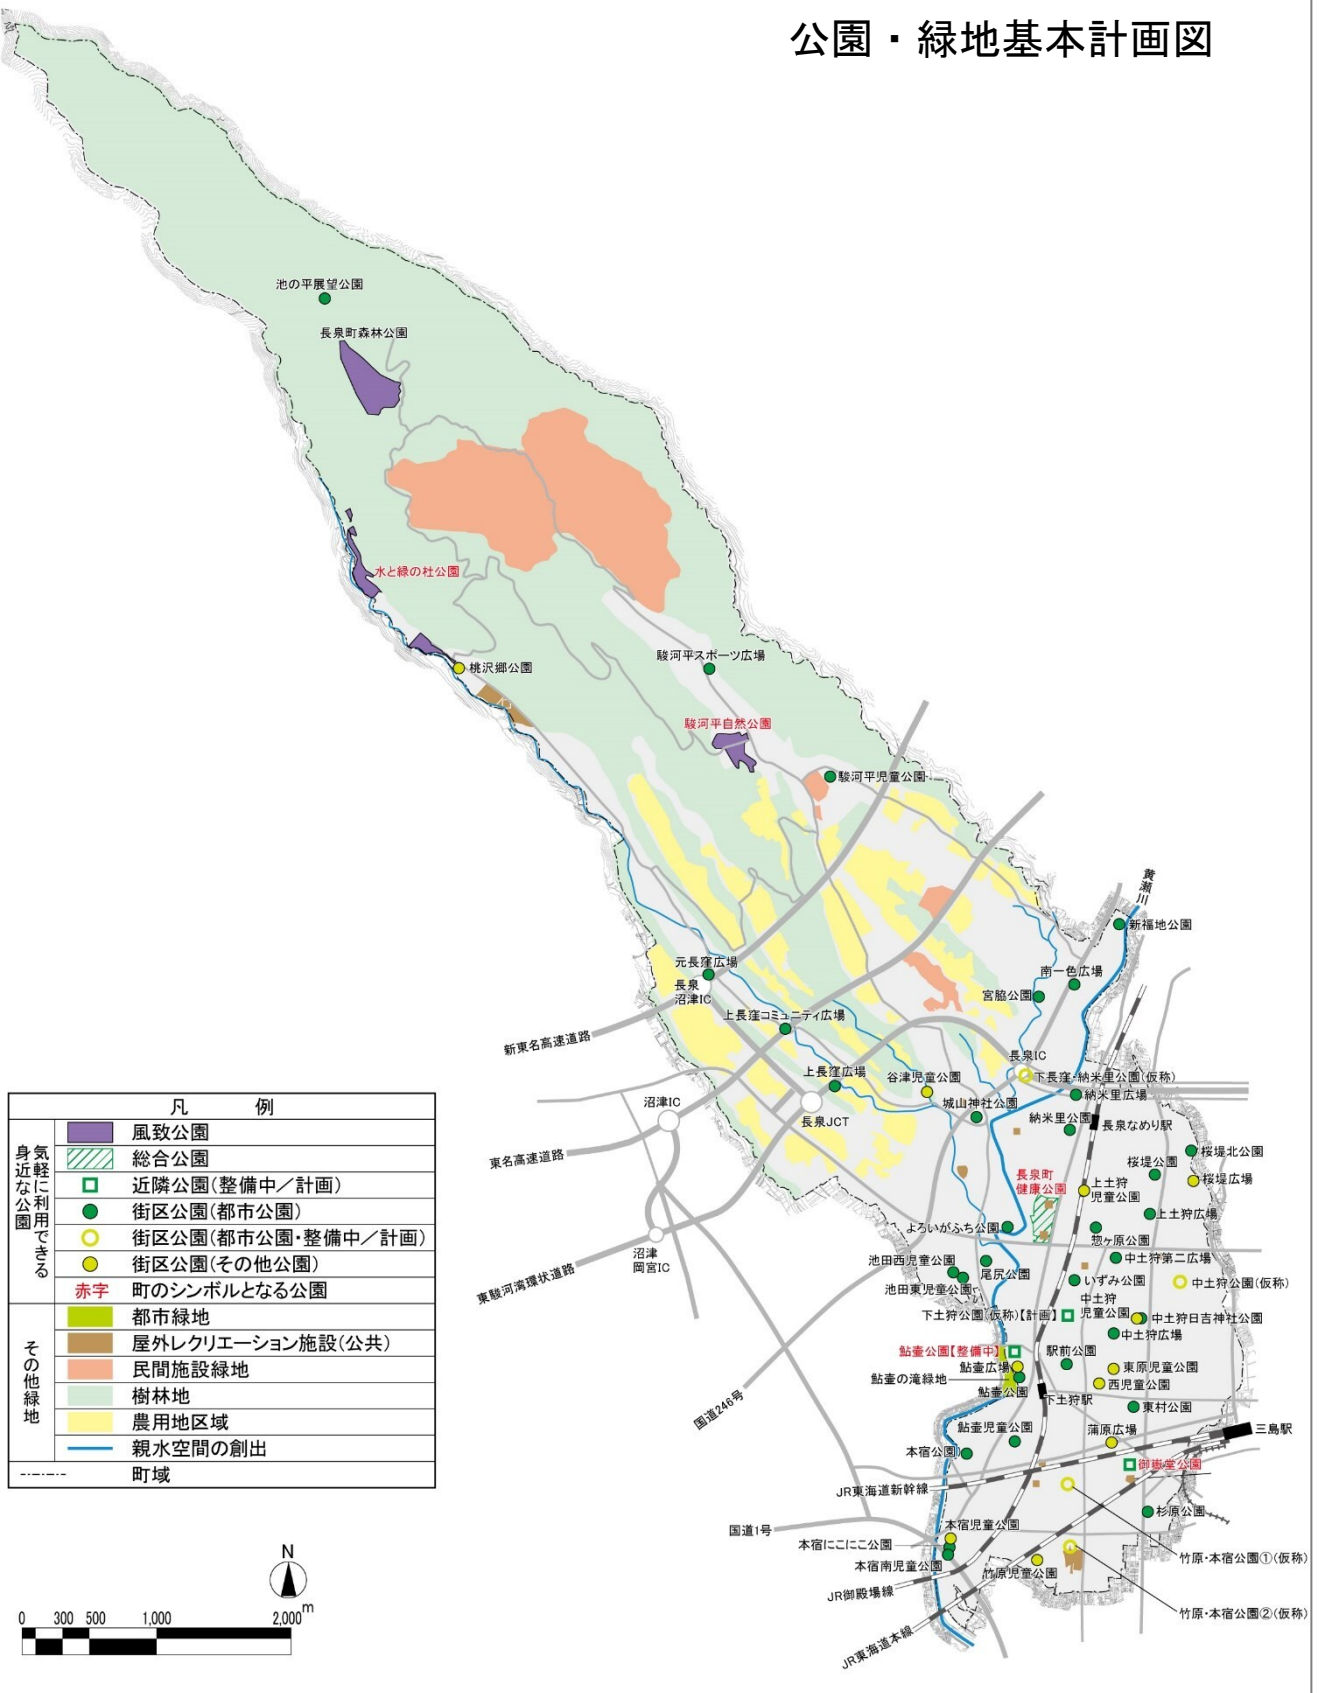 公園・緑地基本計画図
池の平展望公園
長泉町森林公園
水と緑の杜公園
桃沢郷公園
駿河平スポーツ広場
駿河平自然公園
駿河平児童公園
黄瀬川
新福地公園
元長窪広場
長泉
沼津IC
南一色広場
宮脇公園
上長窪コミュニティ広場
新東名高速道路
長泉IC
下長窪・納米里公園(仮称)
上長窪広場
谷津児童公園
納米里広場
沼津IC
城山神社公園
長泉JCT
納米里公園
長泉なめり駅
東名高速道路
桜堤北公園
桜堤公園
桜堤広場
長泉町
健康公園
上土狩
児童公園
上土狩広場
よろいがふち公園
惣ヶ原公園
沼津
岡宮IC
東駿河湾環状道路
池田西児童公園
尾尻公園
中土狩第二広場
池田東児童公園
いずみ公園
中土狩公園(仮称)
下土狩公園(仮称)【計画】
中土狩
児童公園
中土狩日吉神社公園
中土狩広場
鮎壺公園【整備中】
駅前公園
鮎壺広場
東原児童公園
鮎壺の滝緑地
鮎壺公園
西児童公園
下土狩駅
国道246号
東村公園
鮎壺児童公園
蒲原広場
三島駅
本宿公園
御嶽堂公園
JR東海道新幹線
杉原公園
国道1号
本宿児童公園
本宿にこにこ公園
本宿南児童公園
竹原児童公園
竹原・本宿公園①(仮称)
JR御殿場線
竹原・本宿公園②(仮称)
JR東海道本線
凡 例
気軽に利用できる
身近な公園
風致公園
総合公園
近隣公園(整備中/計画)
街区公園(都市公園)
街区公園(都市公園・整備中/計画)
街区公園(その他公園)
赤字 町のシンボルとなる公園
その他緑地
都市緑地
屋外レクリエーション施設(公共)
民間施設緑地
樹林地
農用地区域
親水空間の創出
町域
N
0 300 500 1,000 2,000 m